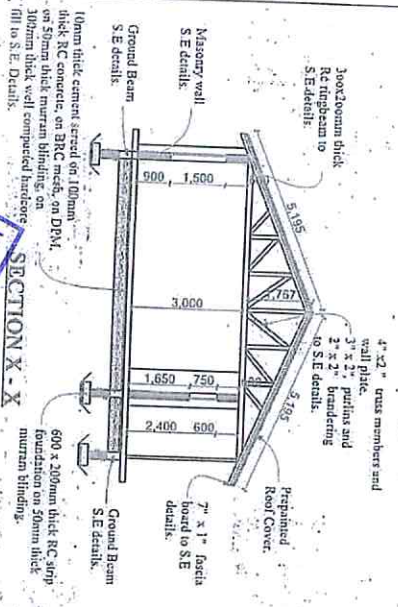 300x200mm thick
Rc ringbeam to
S.E details.
Masonry wall
S.E details.
Ground Beam
S.E details.
10mm thick cement screed on 100mm
thick RC concrete, on BRC mesh, on DPM,
on 50mm thick murram blinding, on
300mm thick well compacted hardcore
fill to S.E. Details.
4" x2" truss members and
wall plate.
3" x 2" purlins and
2" x 2" brandering
to S.E details.
Prepainted
Roof Cover.
7" x 1" fascia
board to S.E
details.
Ground Beam
S.E details.
600 x 200mm thick RC strip
foundation on 50mm thick
murram blinding.
5,195
5,195
900
1,500
3,000
1,650
750
2,400
600
SECTION X - X